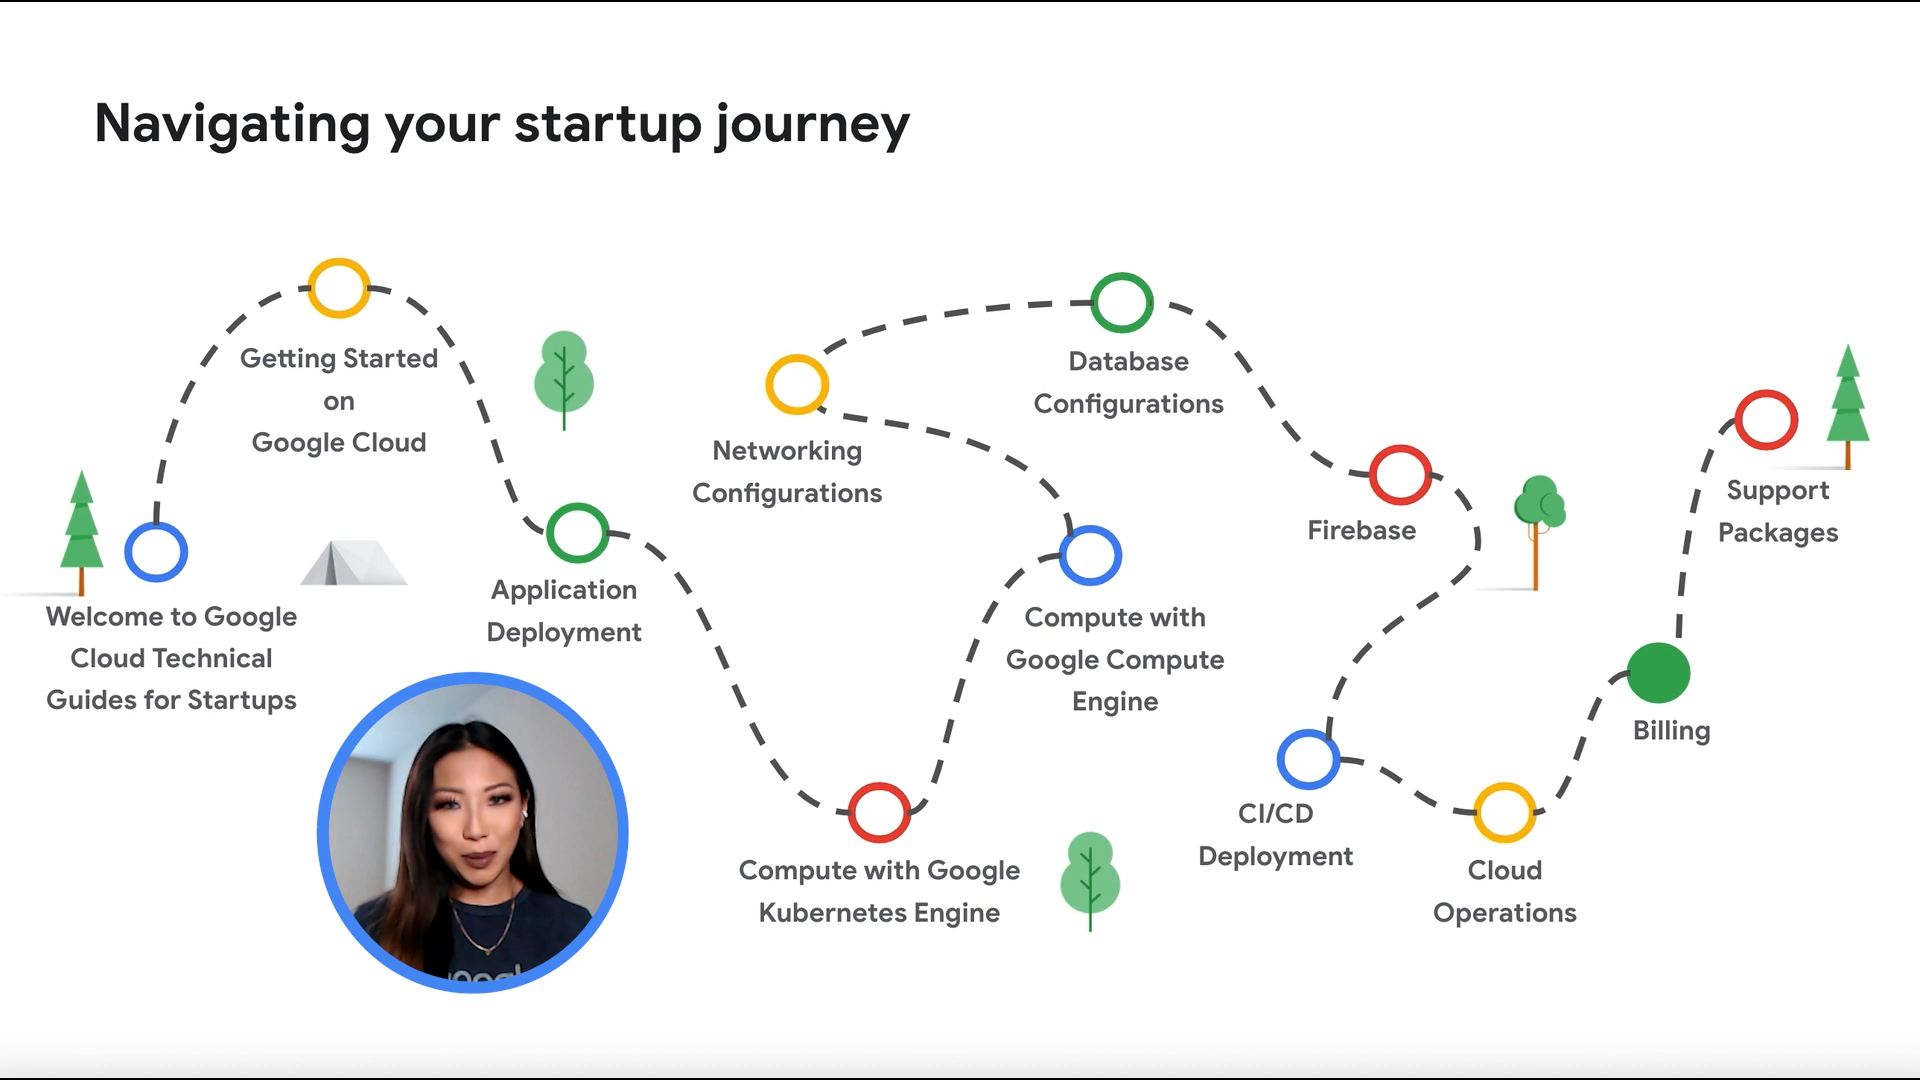 Navigating your startup journey
Welcome to Google
Cloud Technical
Guides for Startups
Getting Started
on
Google Cloud
Application
Deployment
Compute with Google
Kubernetes Engine
Compute with
Google Compute
Engine
Networking
Configurations
Database
Configurations
Firebase
CI/CD
Deployment
Cloud
Operations
Billing
Support
Packages